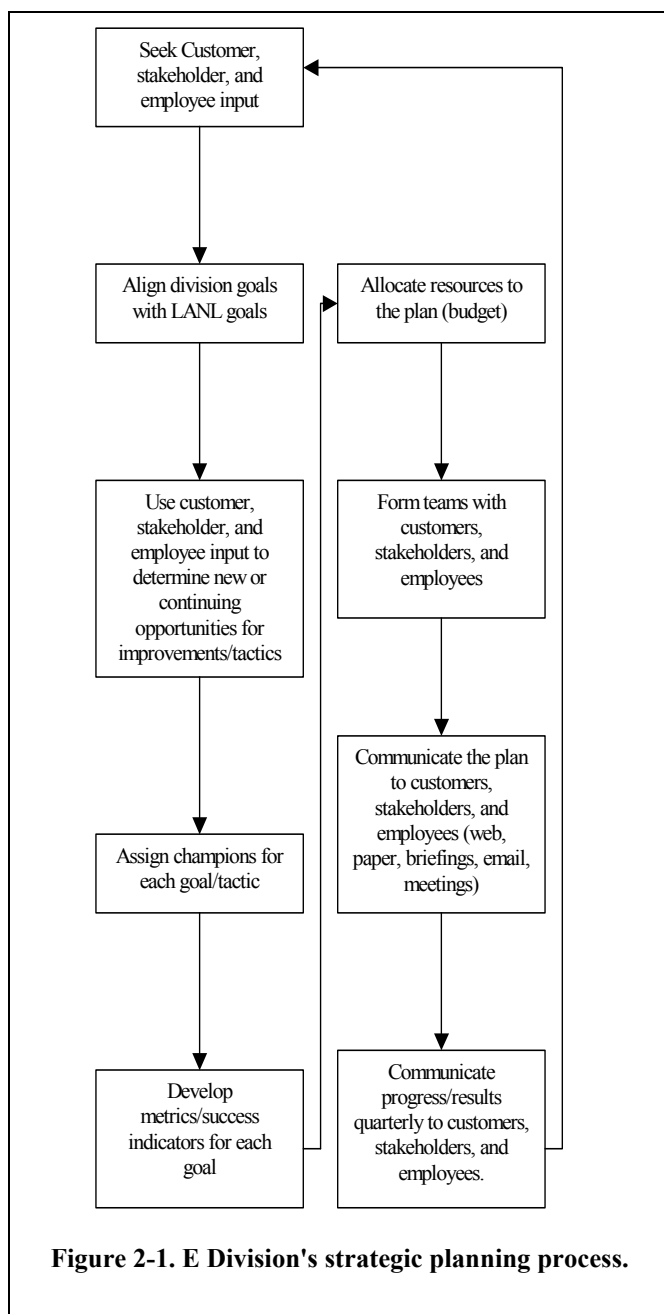 Seek Customer,
stakeholder, and
employee input
Align division goals
with LANL goals
Use customer,
stakeholder, and
employee input to
determine new or
continuing
opportunities for
improvements/tactics
Assign champions for
each goal/tactic
Develop
metrics/success
indicators for each
goal
Allocate resources to
the plan (budget)
Form teams with
customers,
stakeholders, and
employees
Communicate the plan
to customers,
stakeholders, and
employees (web,
paper, briefings, email,
meetings)
Communicate
progress/results
quarterly to customers,
stakeholders, and
employees.
Figure 2-1. E Division's strategic planning process.